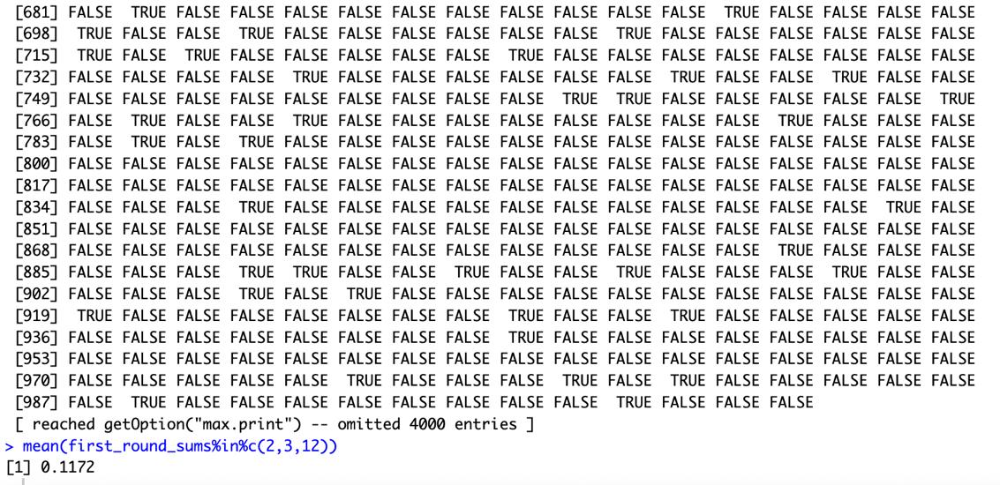 [681] FALSE  TRUE FALSE FALSE FALSE FALSE FALSE FALSE FALSE FALSE FALSE FALSE  TRUE FALSE FALSE FALSE FALSE
[698]  TRUE FALSE FALSE  TRUE FALSE FALSE FALSE FALSE FALSE FALSE  TRUE FALSE FALSE FALSE FALSE FALSE FALSE
[715]  TRUE FALSE  TRUE FALSE FALSE FALSE FALSE FALSE  TRUE FALSE FALSE FALSE FALSE FALSE FALSE FALSE FALSE
[732] FALSE FALSE FALSE FALSE  TRUE FALSE FALSE FALSE FALSE FALSE FALSE  TRUE FALSE FALSE  TRUE FALSE FALSE
[749] FALSE FALSE FALSE FALSE FALSE FALSE FALSE FALSE FALSE  TRUE  TRUE FALSE FALSE FALSE FALSE FALSE  TRUE
[766] FALSE  TRUE FALSE FALSE  TRUE FALSE FALSE FALSE FALSE FALSE FALSE FALSE FALSE  TRUE FALSE FALSE FALSE
[783] FALSE  TRUE FALSE  TRUE FALSE FALSE FALSE FALSE FALSE FALSE FALSE FALSE FALSE FALSE FALSE FALSE FALSE
[800] FALSE FALSE FALSE FALSE FALSE FALSE FALSE FALSE FALSE FALSE FALSE FALSE FALSE FALSE FALSE FALSE FALSE
[817] FALSE FALSE FALSE FALSE FALSE FALSE FALSE FALSE FALSE FALSE FALSE FALSE FALSE FALSE FALSE FALSE FALSE
[834] FALSE FALSE FALSE  TRUE FALSE FALSE FALSE FALSE FALSE FALSE FALSE FALSE FALSE FALSE FALSE  TRUE FALSE
[851] FALSE FALSE FALSE FALSE FALSE FALSE FALSE FALSE FALSE FALSE FALSE FALSE FALSE FALSE FALSE FALSE FALSE
[868] FALSE FALSE FALSE FALSE FALSE FALSE FALSE FALSE FALSE FALSE FALSE FALSE FALSE  TRUE FALSE FALSE FALSE
[885] FALSE FALSE FALSE  TRUE  TRUE FALSE FALSE  TRUE FALSE FALSE  TRUE FALSE FALSE FALSE  TRUE FALSE FALSE
[902] FALSE FALSE FALSE  TRUE FALSE  TRUE FALSE FALSE FALSE FALSE FALSE FALSE FALSE FALSE FALSE FALSE FALSE
[919]  TRUE FALSE FALSE FALSE FALSE FALSE FALSE FALSE  TRUE FALSE FALSE  TRUE FALSE FALSE FALSE FALSE FALSE
[936] FALSE FALSE FALSE FALSE FALSE FALSE FALSE FALSE  TRUE FALSE FALSE FALSE FALSE FALSE FALSE FALSE FALSE
[953] FALSE FALSE FALSE FALSE FALSE FALSE FALSE FALSE FALSE FALSE FALSE FALSE FALSE FALSE FALSE FALSE FALSE
[970] FALSE FALSE FALSE FALSE FALSE  TRUE FALSE FALSE FALSE  TRUE FALSE  TRUE FALSE FALSE FALSE FALSE FALSE
[987] FALSE  TRUE FALSE FALSE FALSE FALSE FALSE FALSE FALSE FALSE  TRUE FALSE FALSE FALSE
[ reached getOption("max.print") -- omitted 4000 entries ]
> mean(first_round_sums%in%c(2,3,12))
[1] 0.1172